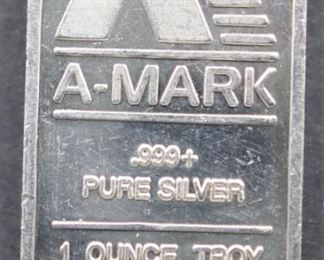 A-MARK
.999+
PURE SILVER
1 OUNCE TROY